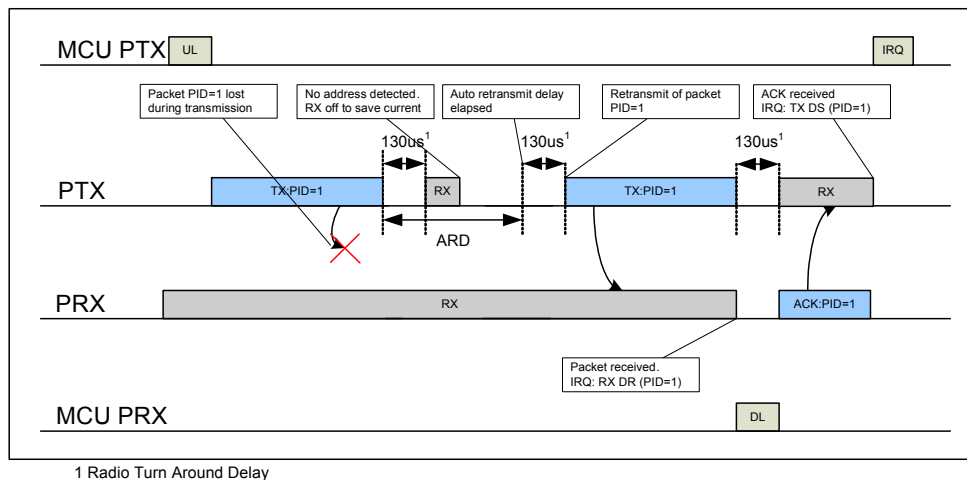 MCU PTX
UL
IRQ
Packet PID=1 lost
during transmission
No address detected.
RX off to save current
Auto retransmit delay
elapsed
Retransmit of packet
PID=1
ACK received
IRQ: TX DS (PID=1)
130us1
130us1
130us1
PTX
TX:PID=1
RX
TX:PID=1
RX
ARD
PRX
RX
ACK:PID=1
Packet received.
IRQ: RX DR (PID=1)
MCU PRX
DL
1 Radio Turn Around Delay